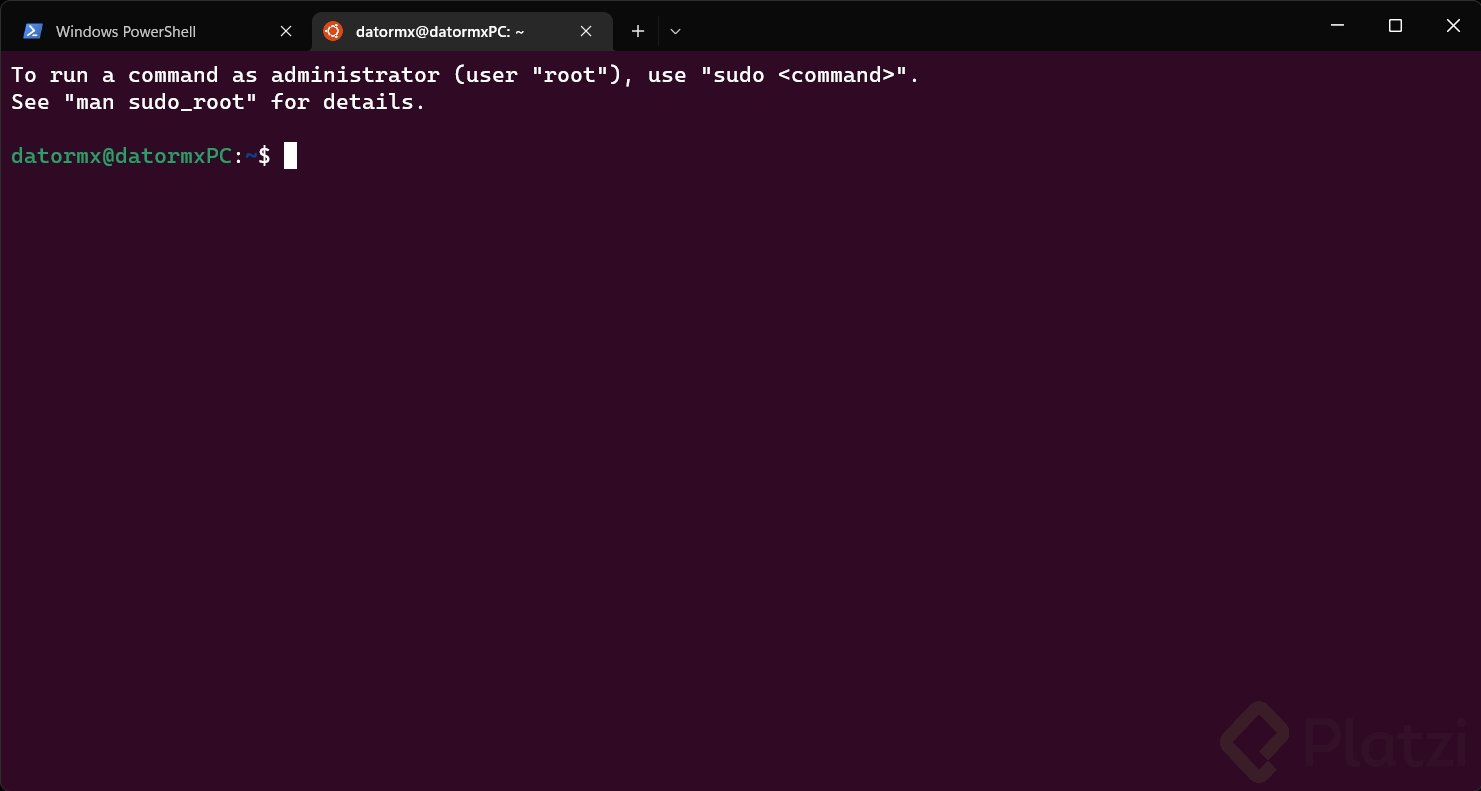 Windows PowerShell
datormx@datormxPC: ~
To run a command as administrator (user "root"), use "sudo <command>".
See "man sudo_root" for details.
datormx@datormxPC:~$
Platzi